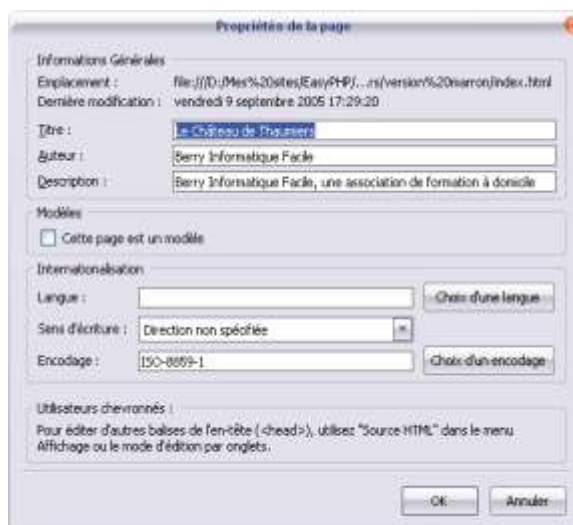 Propriétés de la page
Informations Générales
Emplacement : file:///D:/Mes%20sites/EasyPHP/...rs/version%20marron/index.html
Dernière modification : vendredi 9 septembre 2005 17:29:20
Titre : Le Château de Thaumiers
Auteur : Berry Informatique Facile
Description : Berry Informatique Facile, une association de formation à domicile
Modèles
Cette page est un modèle
Internationalisation
Langue : Choix d'une langue
Sens d'écriture : Direction non spécifiée
Encodage : ISO-8859-1 Choix d'un encodage
Utilisateurs chevronnés :
Pour éditer d'autres balises de l'en-tête (<head>), utilisez "Source HTML" dans le menu
Affichage ou le mode d'édition par onglets.
OK Annuler